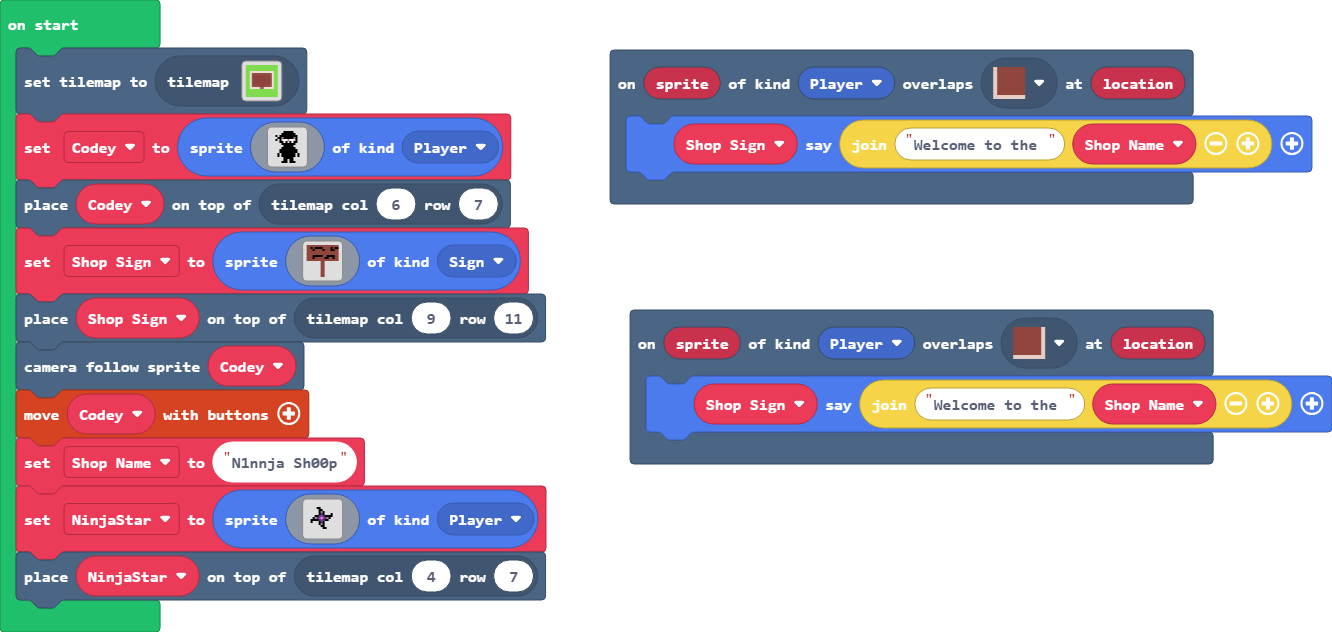 on start
set tilemap to tilemap
set Codey to sprite of kind Player
place Codey on top of tilemap col 6 row 7
set Shop Sign to sprite of kind Sign
place Shop Sign on top of tilemap col 9 row 11
camera follow sprite Codey
move Codey with buttons
set Shop Name to "N1nnja Sh00p"
set NinjaStar to sprite of kind Player
place NinjaStar on top of tilemap col 4 row 7
on sprite of kind Player overlaps at location
Shop Sign say join "Welcome to the " Shop Name
on sprite of kind Player overlaps at location
Shop Sign say join "Welcome to the " Shop Name